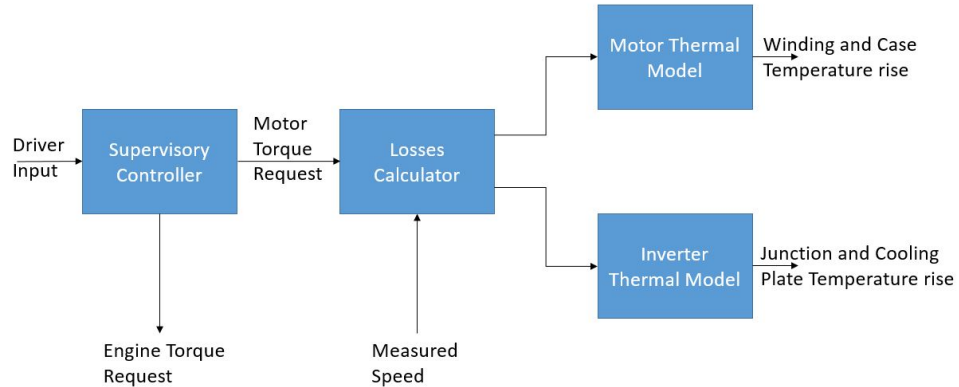 Motor Thermal
Model
Winding and Case
Temperature rise
Driver
Input
Supervisory
Controller
Motor
Torque
Request
Losses
Calculator
Inverter
Thermal Model
Junction and Cooling
Plate Temperature rise
Engine Torque
Request
Measured
Speed